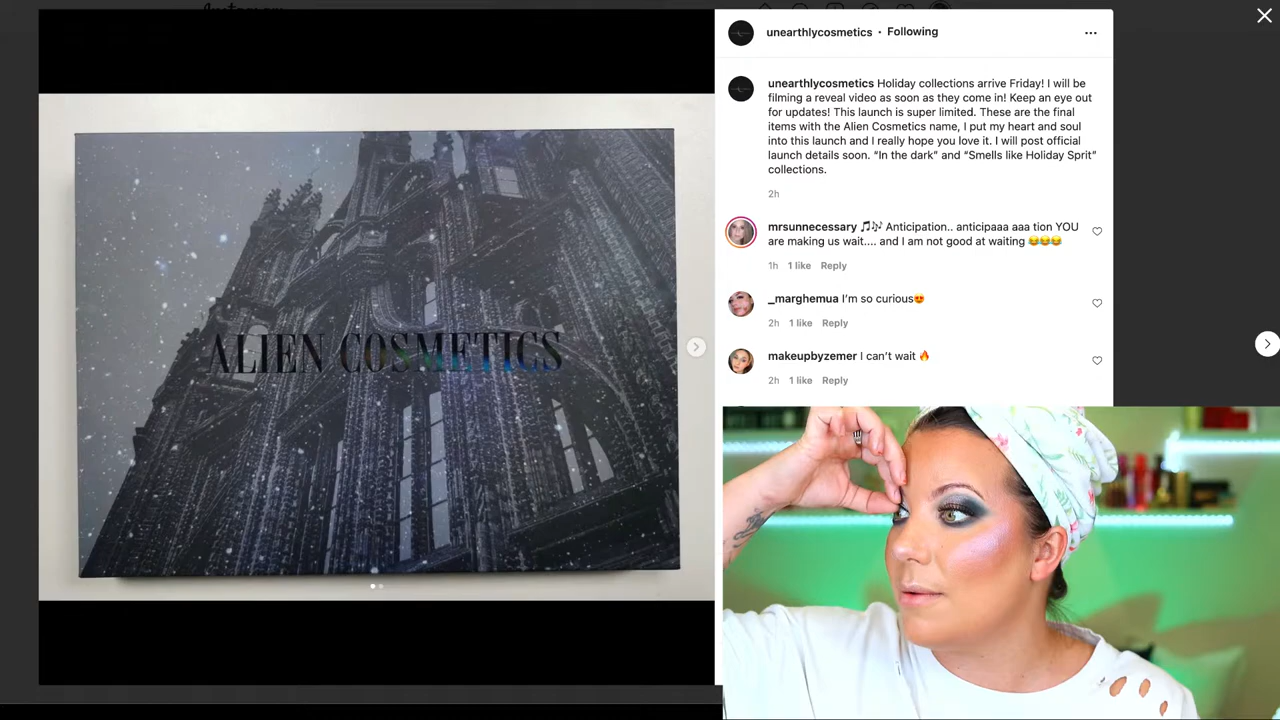 unearthlycosmetics • Following
unearthlycosmetics Holiday collections arrive Friday! I will be
filming a reveal video as soon as they come in! Keep an eye out
for updates! This launch is super limited. These are the final
items with the Alien Cosmetics name, I put my heart and soul
into this launch and I really hope you love it. I will post official
launch details soon. “In the dark” and “Smells like Holiday Sprit”
collections.
2h
mrsunnecessary 🎵🎶 Anticipation.. anticipaaa aaa tion YOU
are making us wait.... and I am not good at waiting 😂😂😂
1h 1 like Reply
_marghemua I’m so curious😍
2h 1 like Reply
makeupbyzemer I can’t wait 🔥
2h 1 like Reply
ALIEN COSMETICS